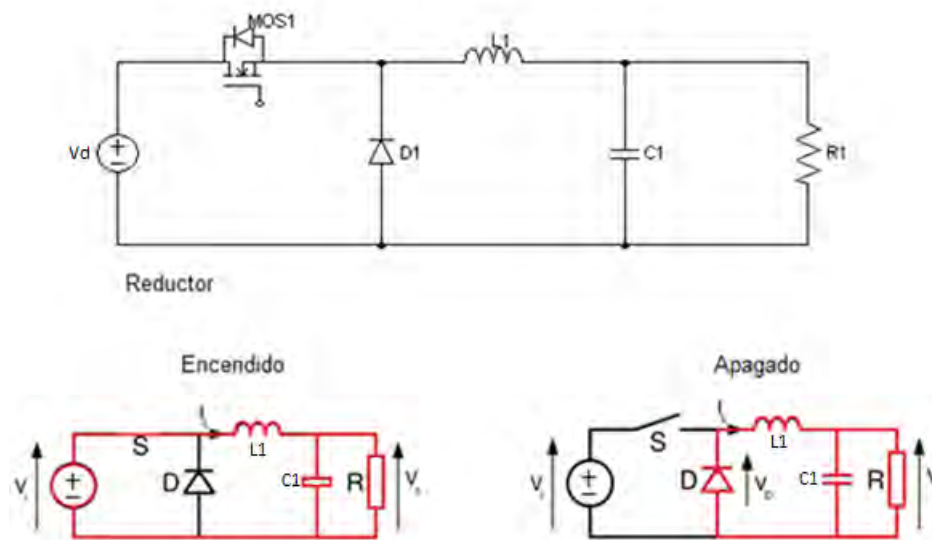 MOS1
L1
Vd
D1
C1
R1
Reductor
Encendido
Apagado
I
S
L1
V
D
C1
R
V
I
S
L1
V
D
V
D
C1
R
V